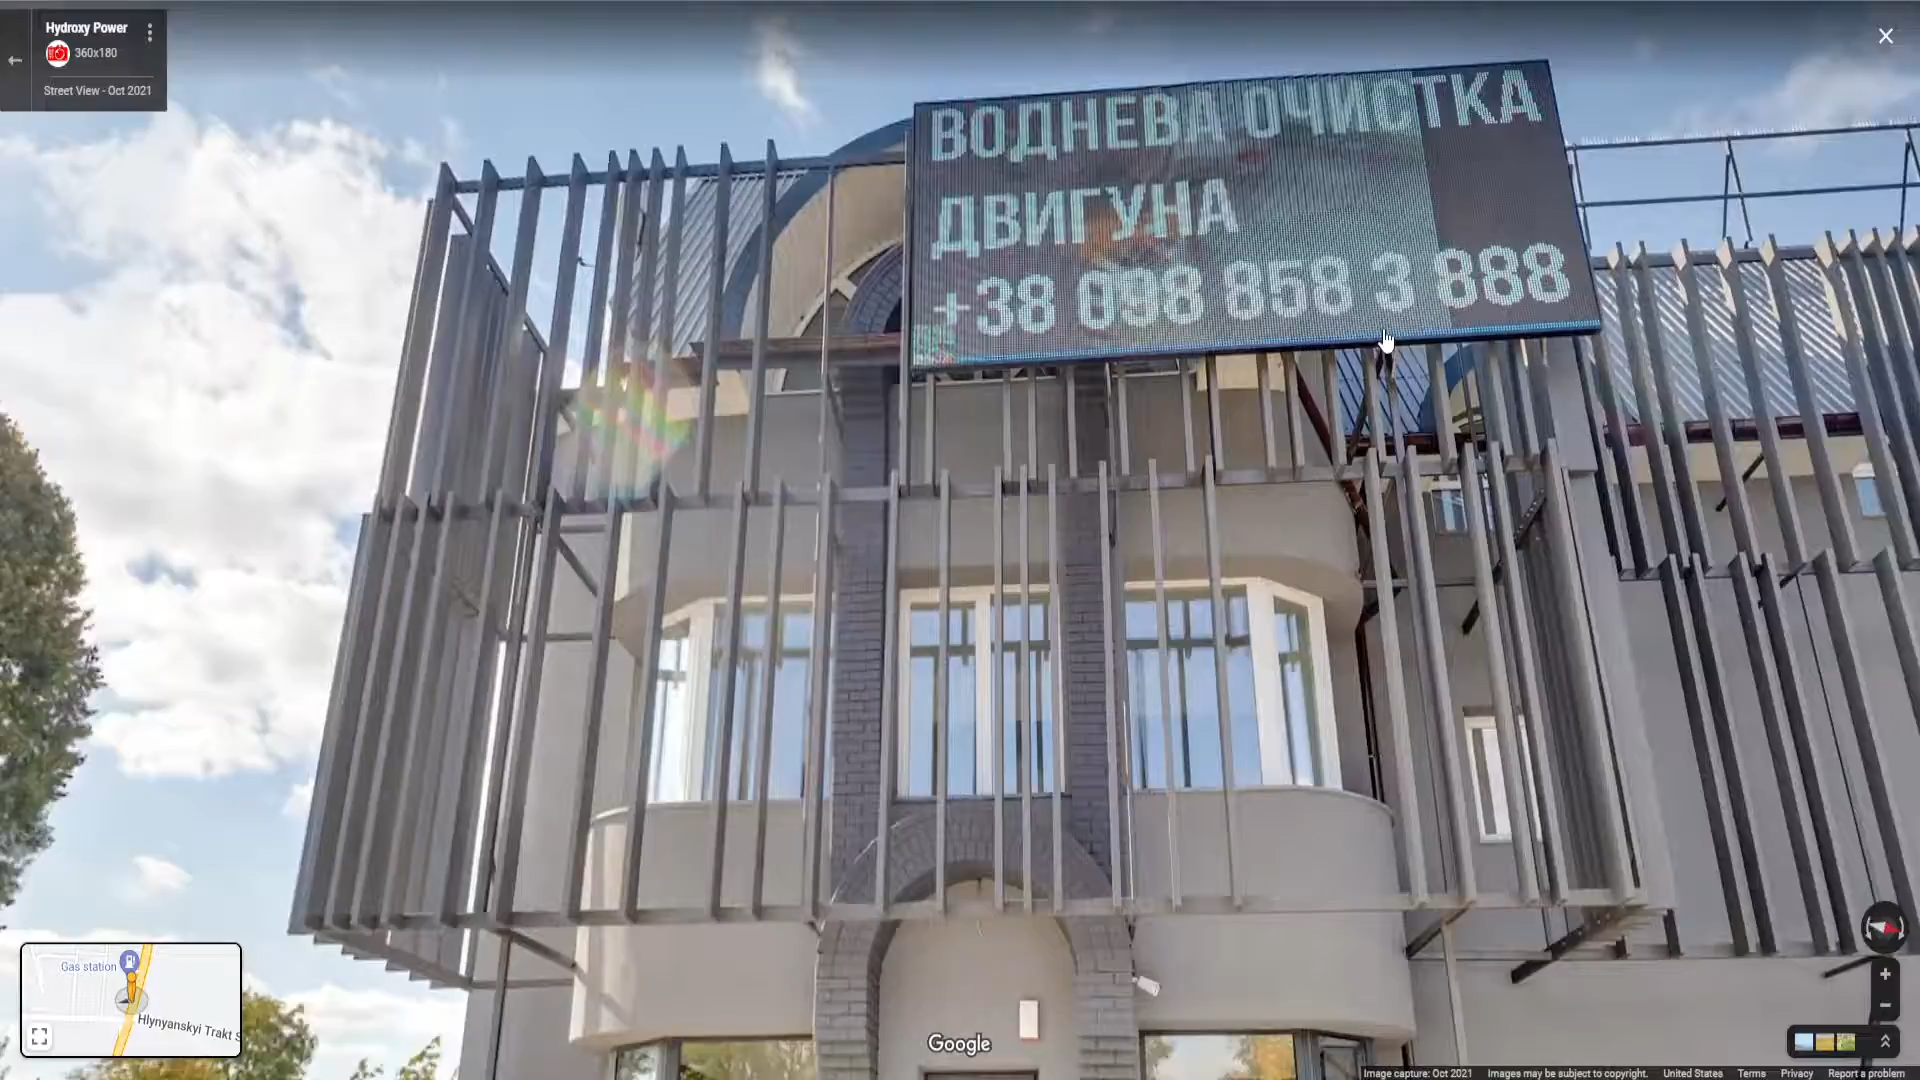 Hydroxy Power
360x180
Street View - Oct 2021
ВОДНЕВА ОЧИСТКА
ДВИГУНА
+38 098 858 3 888
Gas station
Hlynyanskyi Trakt S
Google
Image capture: Oct 2021 Images may be subject to copyright. United States Terms Privacy Report a problem